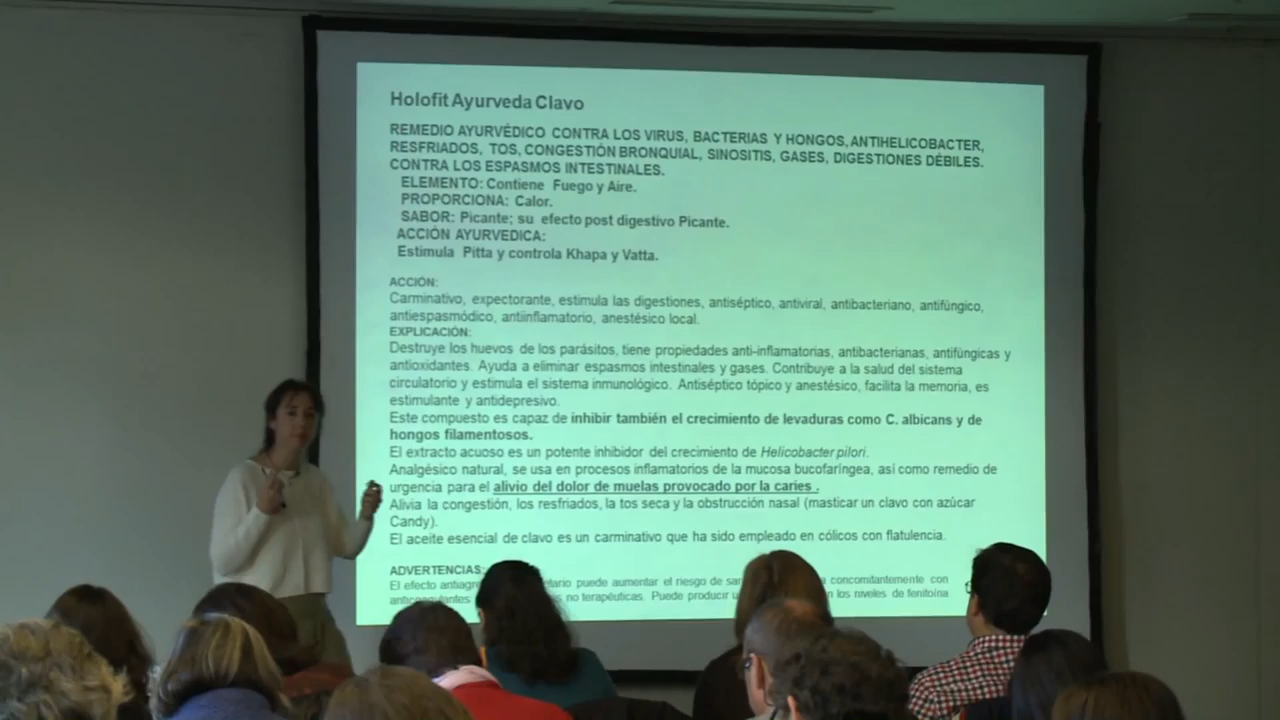 Holofit Ayurveda Clavo
REMEDIO AYURVÉDICO CONTRA LOS VIRUS, BACTERIAS Y HONGOS, ANTIHELICOBACTER,
RESFRIADOS, TOS, CONGESTIÓN BRONQUIAL, SINOSITIS, GASES, DIGESTIONES DÉBILES.
CONTRA LOS ESPASMOS INTESTINALES.
ELEMENTO: Contiene Fuego y Aire.
PROPORCIONA: Calor.
SABOR: Picante; su efecto post digestivo Picante.
ACCIÓN AYURVEDICA:
Estimula Pitta y controla Khapa y Vatta.
ACCIÓN:
Carminativo, expectorante, estimula las digestiones, antiséptico, antiviral, antibacteriano, antifúngico,
antiespasmódico, antiinflamatorio, anestésico local.
EXPLICACIÓN:
Destruye los huevos de los parásitos, tiene propiedades anti-inflamatorias, antibacterianas, antifúngicas y
antioxidantes. Ayuda a eliminar espasmos intestinales y gases. Contribuye a la salud del sistema
circulatorio y estimula el sistema inmunológico. Antiséptico tópico y anestésico, facilita la memoria, es
estimulante y antidepresivo.
Este compuesto es capaz de inhibir también el crecimiento de levaduras como C. albicans y de
hongos filamentosos.
El extracto acuoso es un potente inhibidor del crecimiento de Helicobacter pilori.
Analgésico natural, se usa en procesos inflamatorios de la mucosa bucofaríngea, así como remedio de
urgencia para el alivio del dolor de muelas provocado por la caries .
Alivia la congestión, los resfriados, la tos seca y la obstrucción nasal (masticar un clavo con azúcar
Candy).
El aceite esencial de clavo es un carminativo que ha sido empleado en cólicos con flatulencia.
ADVERTENCIAS:
El efecto puede aumentar el riesgo de concomitantemente con
anticoagulantes no terapéuticas. Puede producir los niveles de fenitoína